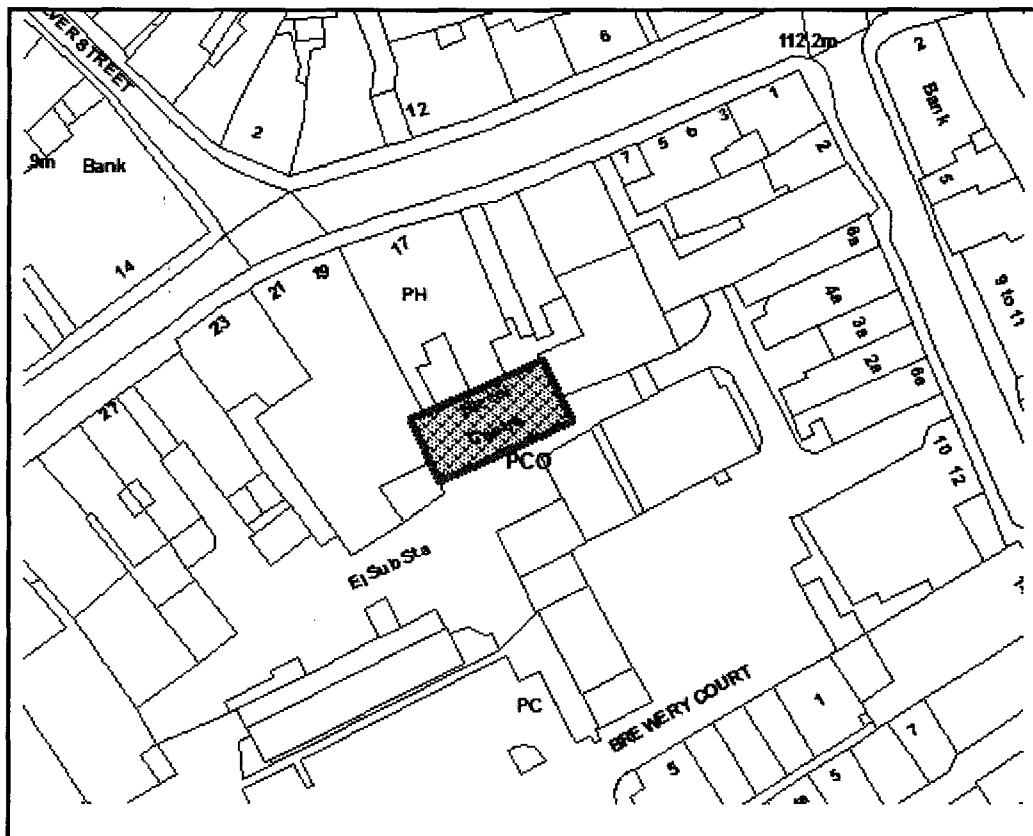 VER STREET
6
112.2m
2
12
2
Bank
9m
Bank
1
3
6
5
7
2
5
17
14
19
21
23
PH
6a
4a
3a
2a
6e
9 to 11
27
PCO
10
12
El Sub Sta
PC
BREWERY COURT
1
7
5
5